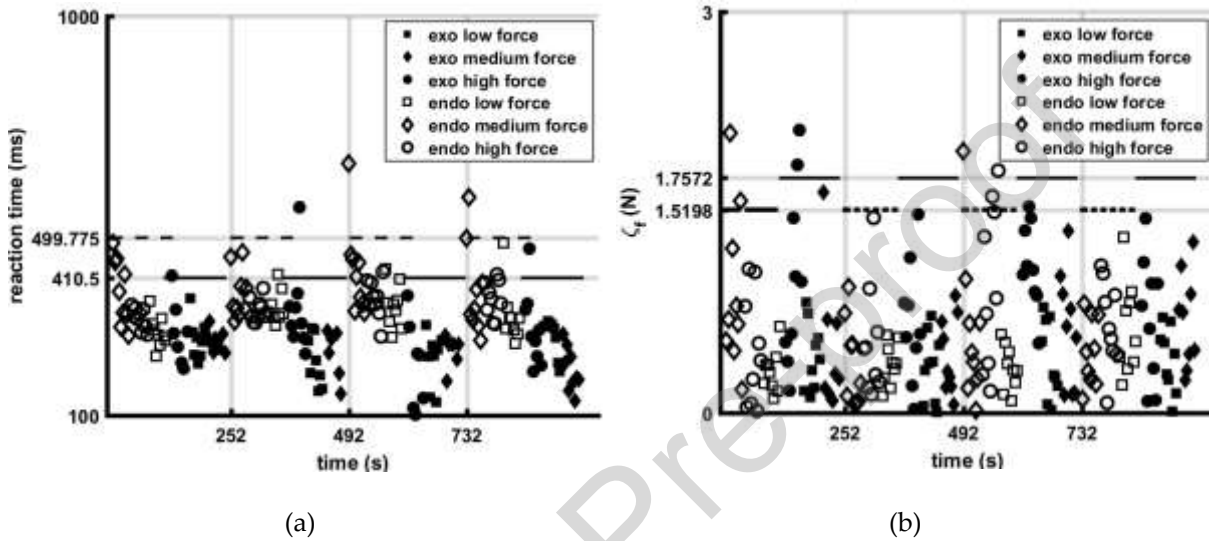 1000
499.775
410.5
100
reaction time (ms)
252
492
732
time (s)
exo low force
exo medium force
exo high force
endo low force
endo medium force
endo high force
(a)
3
1.7572
1.5198
0
ζf (N)
252
492
732
time (s)
exo low force
exo medium force
exo high force
endo low force
endo medium force
endo high force
(b)
Preproof